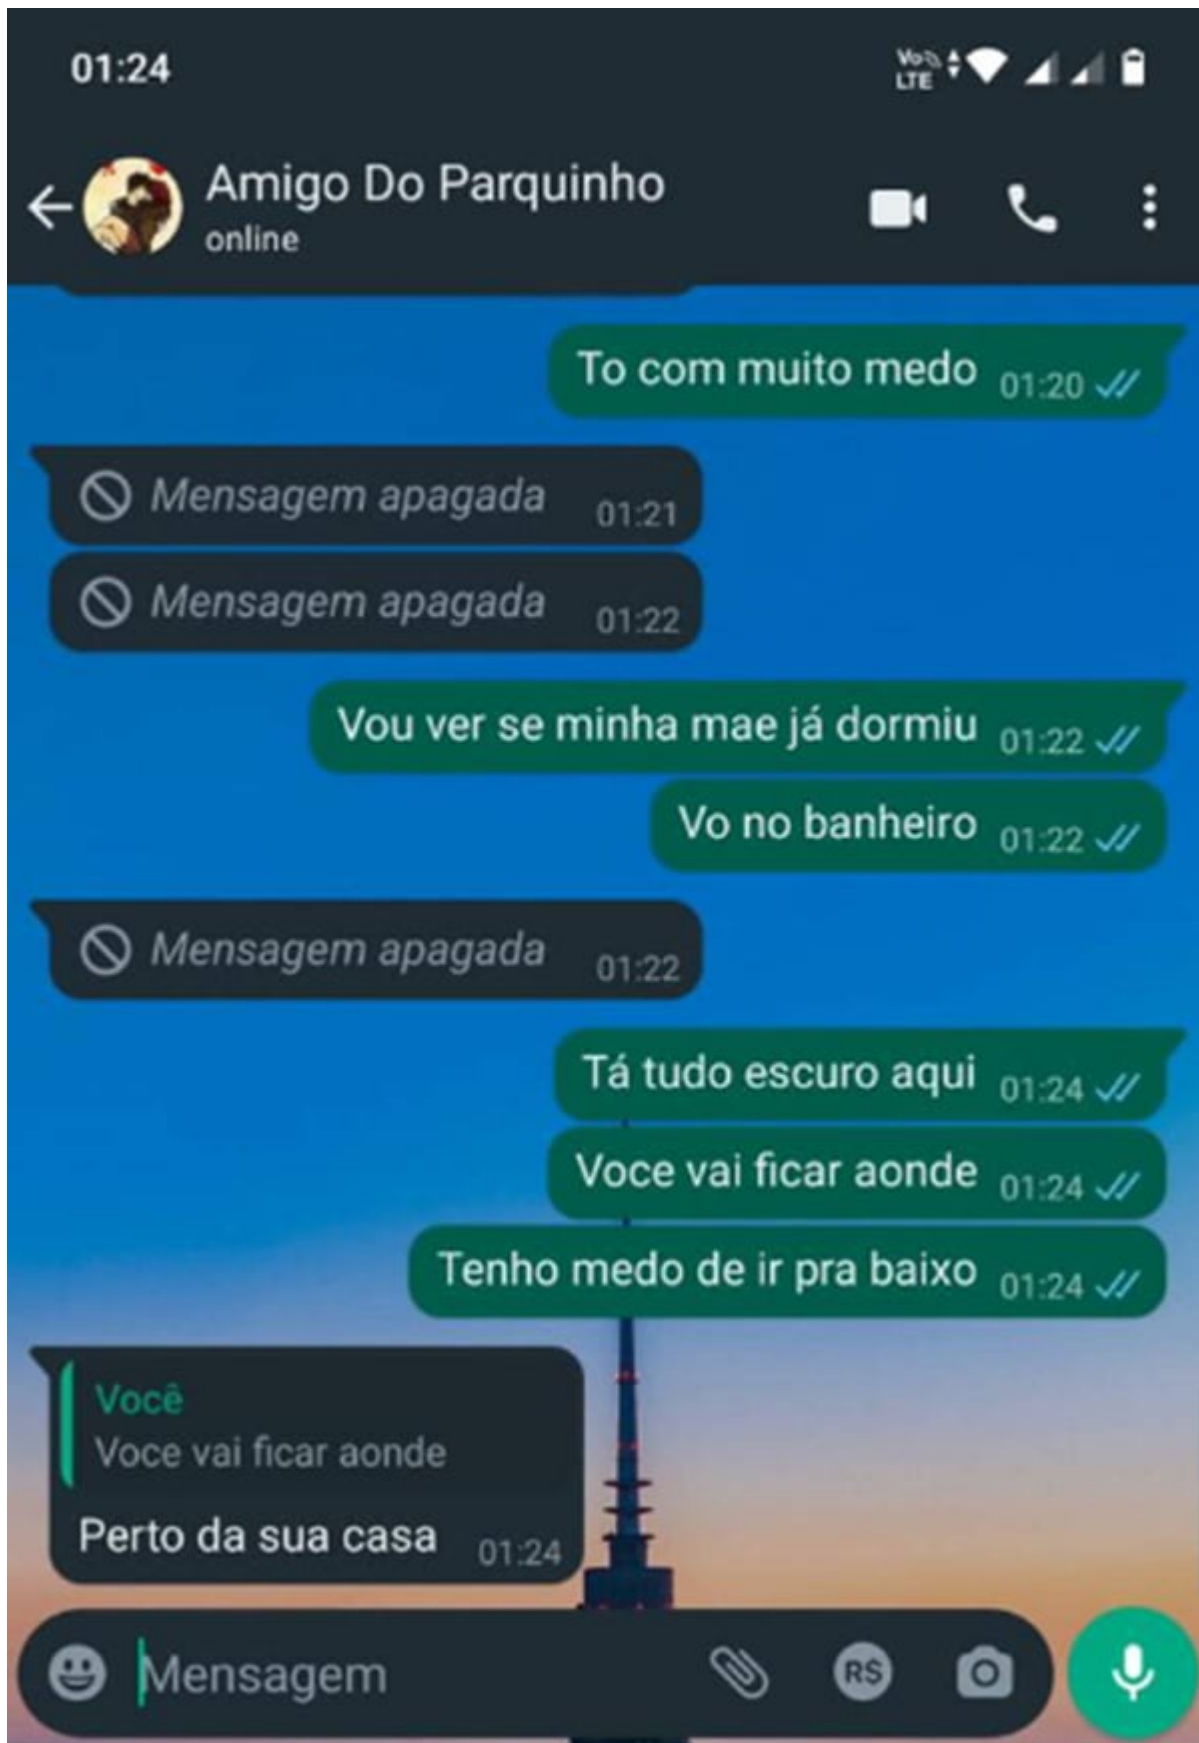 01:24
Vo LTE
Amigo Do Parquinho
online
To com muito medo 01:20
Mensagem apagada 01:21
Mensagem apagada 01:22
Vou ver se minha mae já dormiu 01:22
Vo no banheiro 01:22
Mensagem apagada 01:22
Tá tudo escuro aqui 01:24
Voce vai ficar aonde 01:24
Tenho medo de ir pra baixo 01:24
Você
Voce vai ficar aonde
Perto da sua casa 01:24
Mensagem
R$